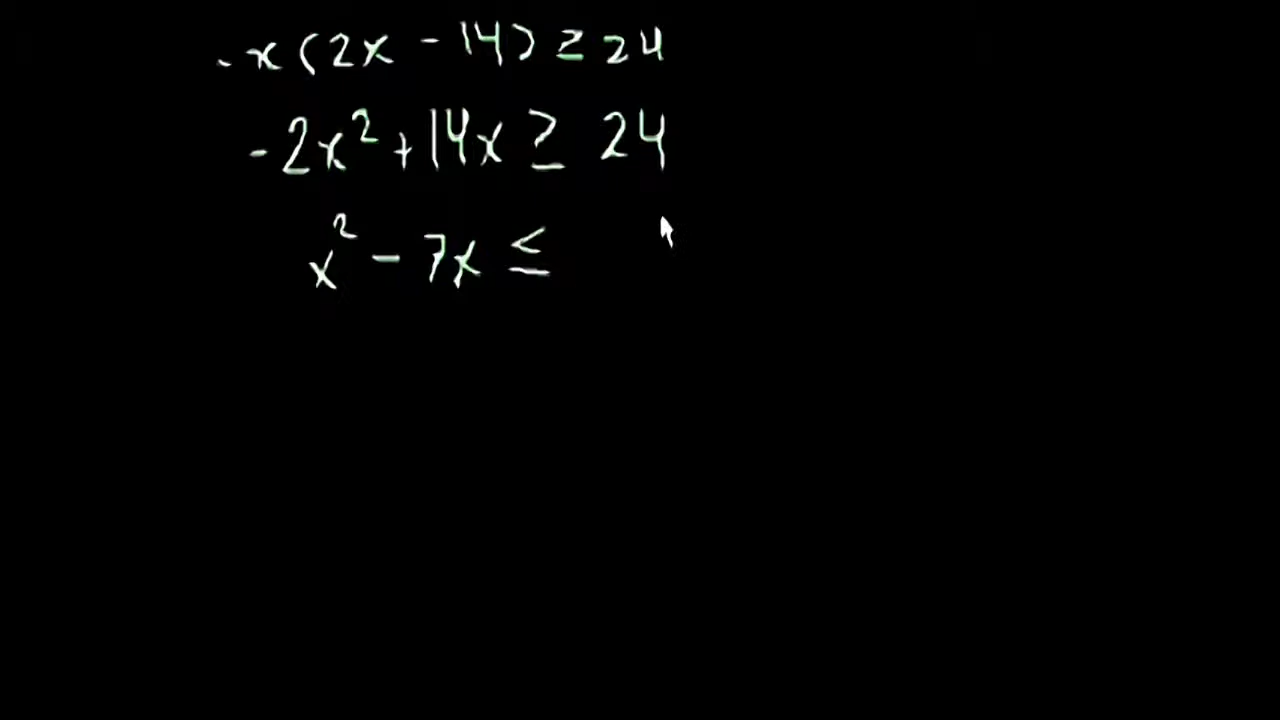 -x(2x - 14) ≥ 24
-2x² + 14x ≥ 24
x² - 7x ≤